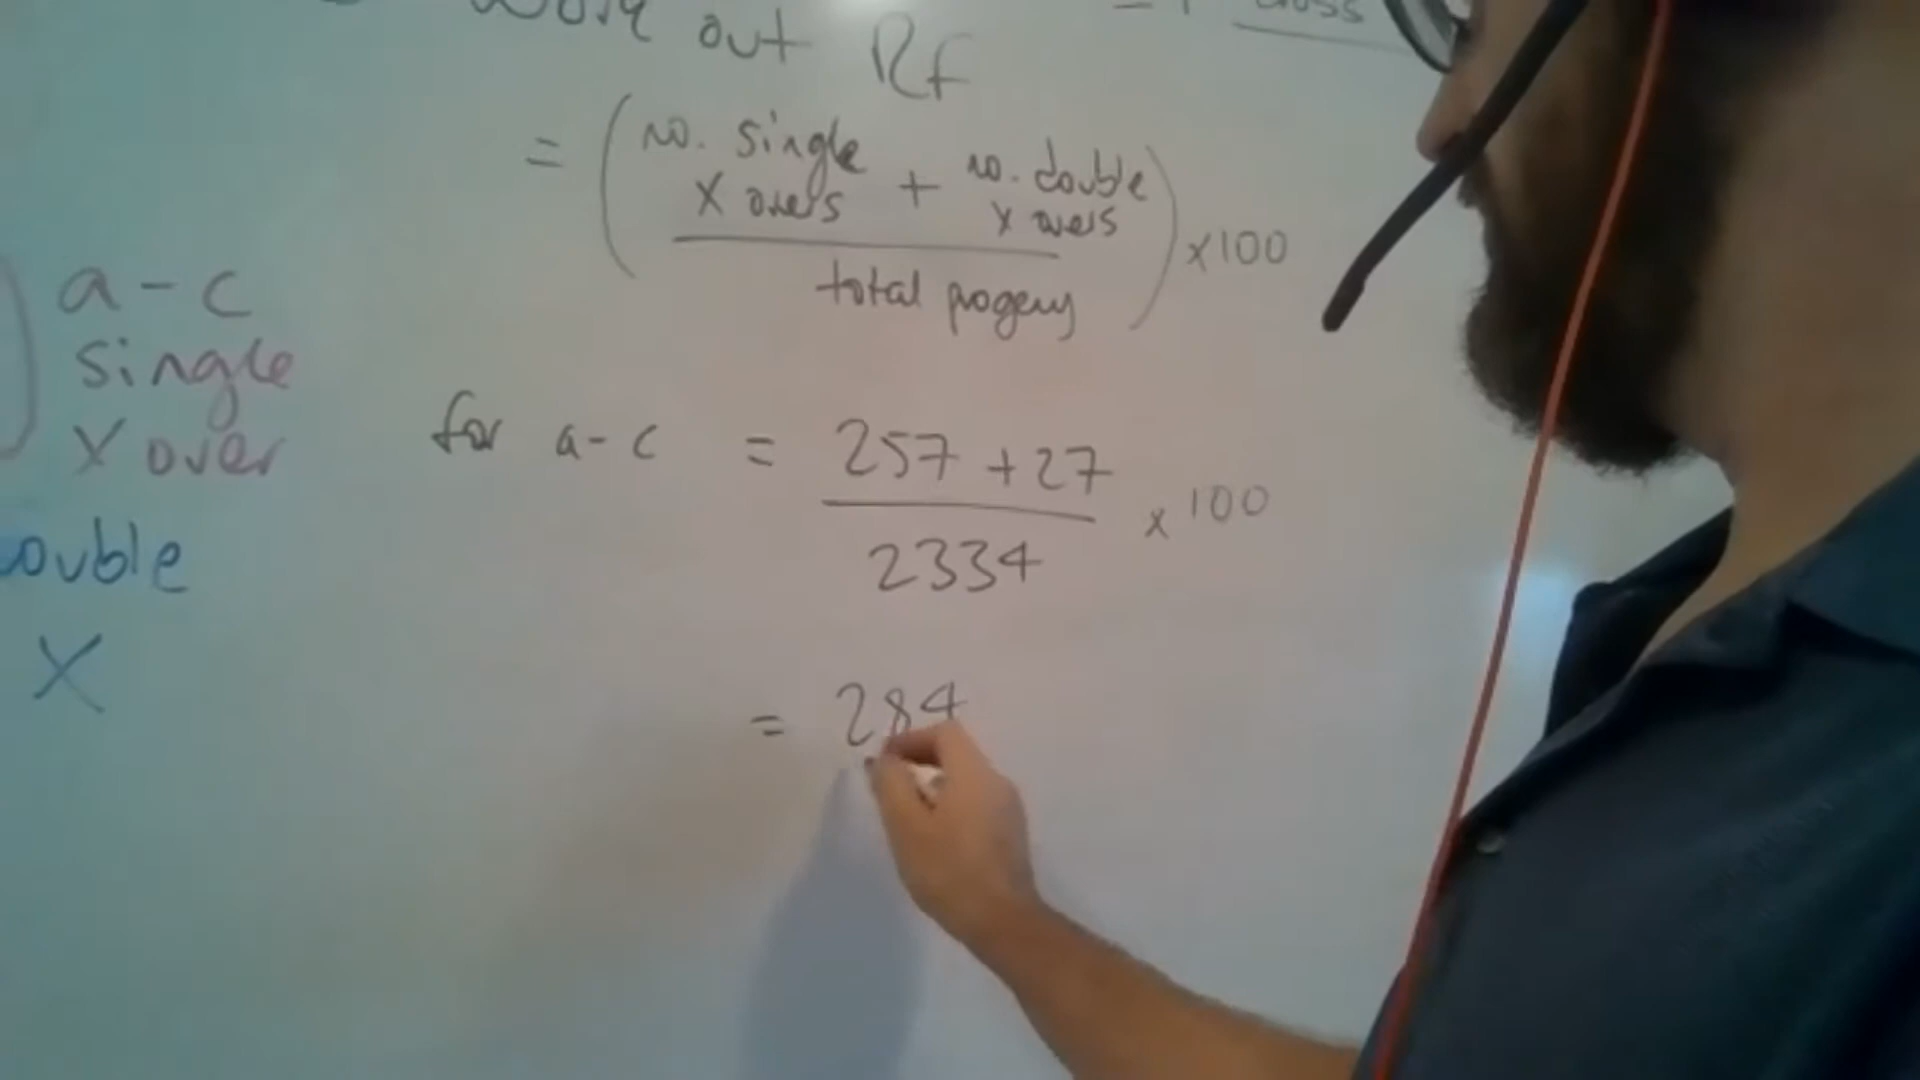 work out Rf
= (no. single + no. double
X overs X overs) x100
total progeny
a-c
single
X over
for a-c = 257 + 27
2334 x 100
ouble
X
= 284